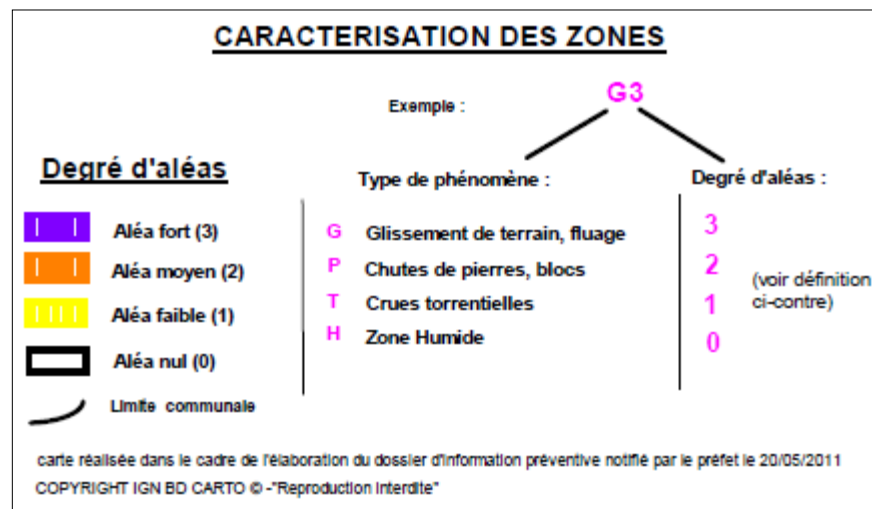 CARACTERISATION DES ZONES
Exemple :
G3
Degré d'aléas
Aléa fort (3)
Aléa moyen (2)
Aléa faible (1)
Aléa nul (0)
Limite communale
Type de phénomène :
G Glissement de terrain, fluage
P Chutes de pierres, blocs
T Crues torrentielles
H Zone Humide
Degré d'aléas :
3
2
1
0
(voir définition
ci-contre)
carte réalisée dans le cadre de l'élaboration du dossier d'information préventive notifié par le préfet le 20/05/2011
COPYRIGHT IGN BD CARTO © -"Reproduction Interdite"